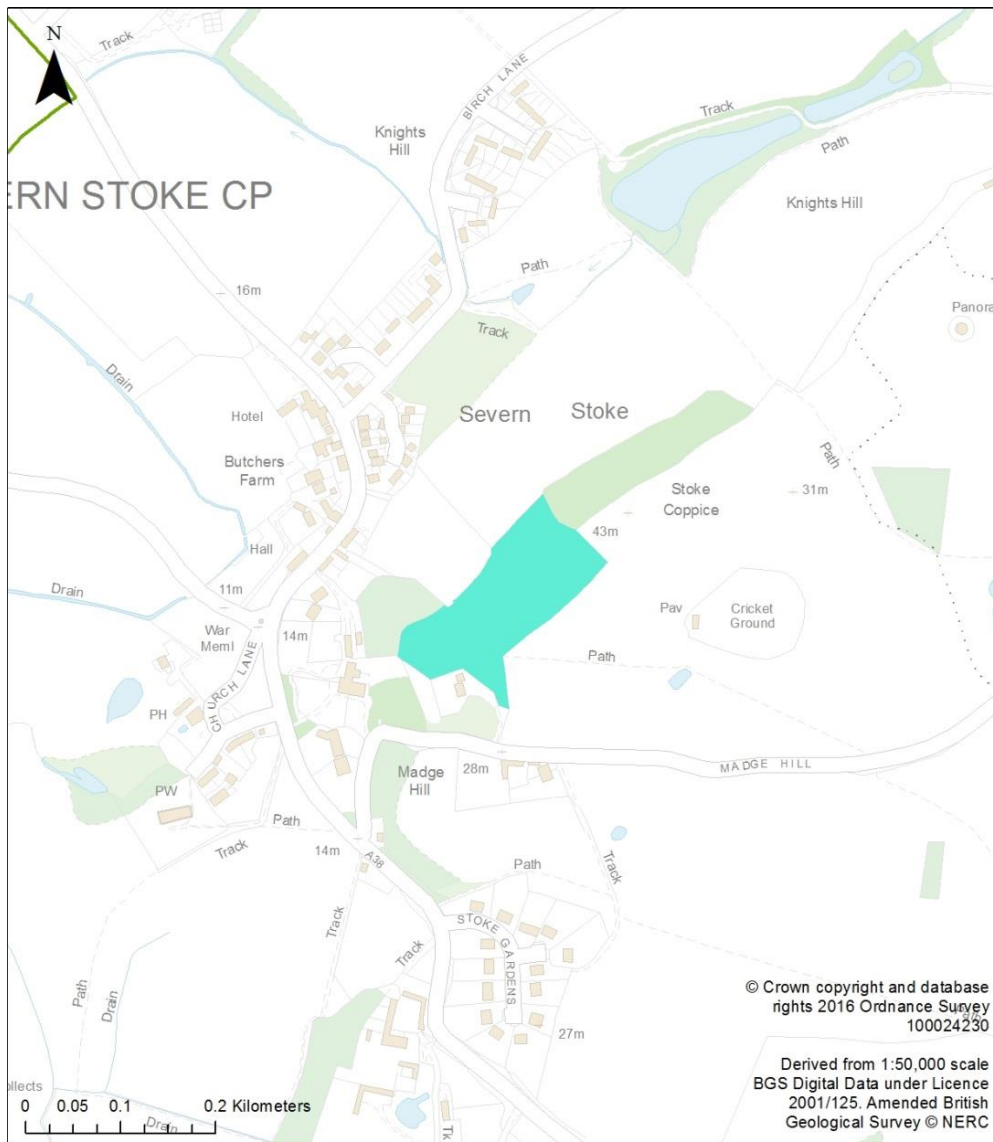 N
Track
BIRCH LANE
Knights
Hill
Track
Path
ERN STOKE CP
Knights Hill
Path
16m
Panora
Track
Drain
Severn Stoke
Hotel
Path
Butchers
Farm
Stoke
Coppice
31m
43m
Hall
Drain
11m
Pav
Cricket
Ground
War
Meml
14m
Path
CHURCH LANE
PH
MADGE HILL
28m
Madge
Hill
PW
Path
Track
14m
A38
Path
Track
Track
STOKE GARDENS
Track
Path
Drain
27m
Path
© Crown copyright and database
rights 2016 Ordnance Survey
100024230
Derived from 1:50,000 scale
BGS Digital Data under Licence
2001/125. Amended British
Geological Survey © NERC
ollects
0 0.05 0.1 0.2 Kilometers
Drain
Tk